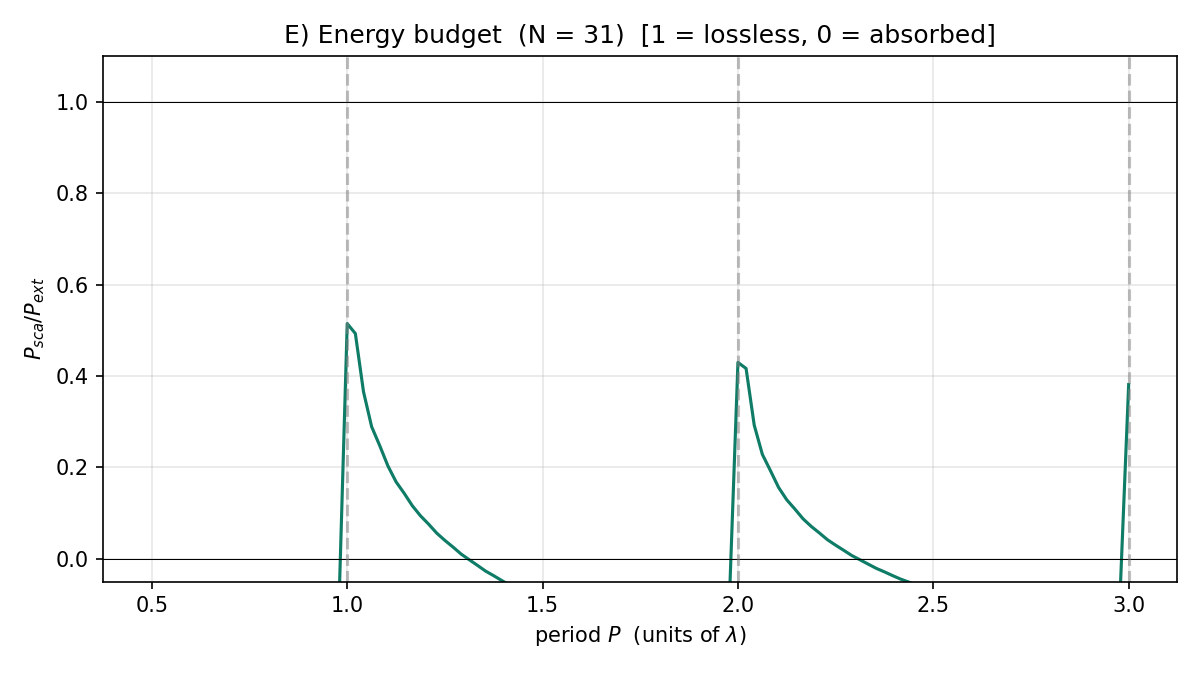 E) Energy budget (N = 31) [1 = lossless, 0 = absorbed]
P_sca/P_ext
1.0
0.8
0.6
0.4
0.2
0.0
0.5 1.0 1.5 2.0 2.5 3.0
period P (units of λ)